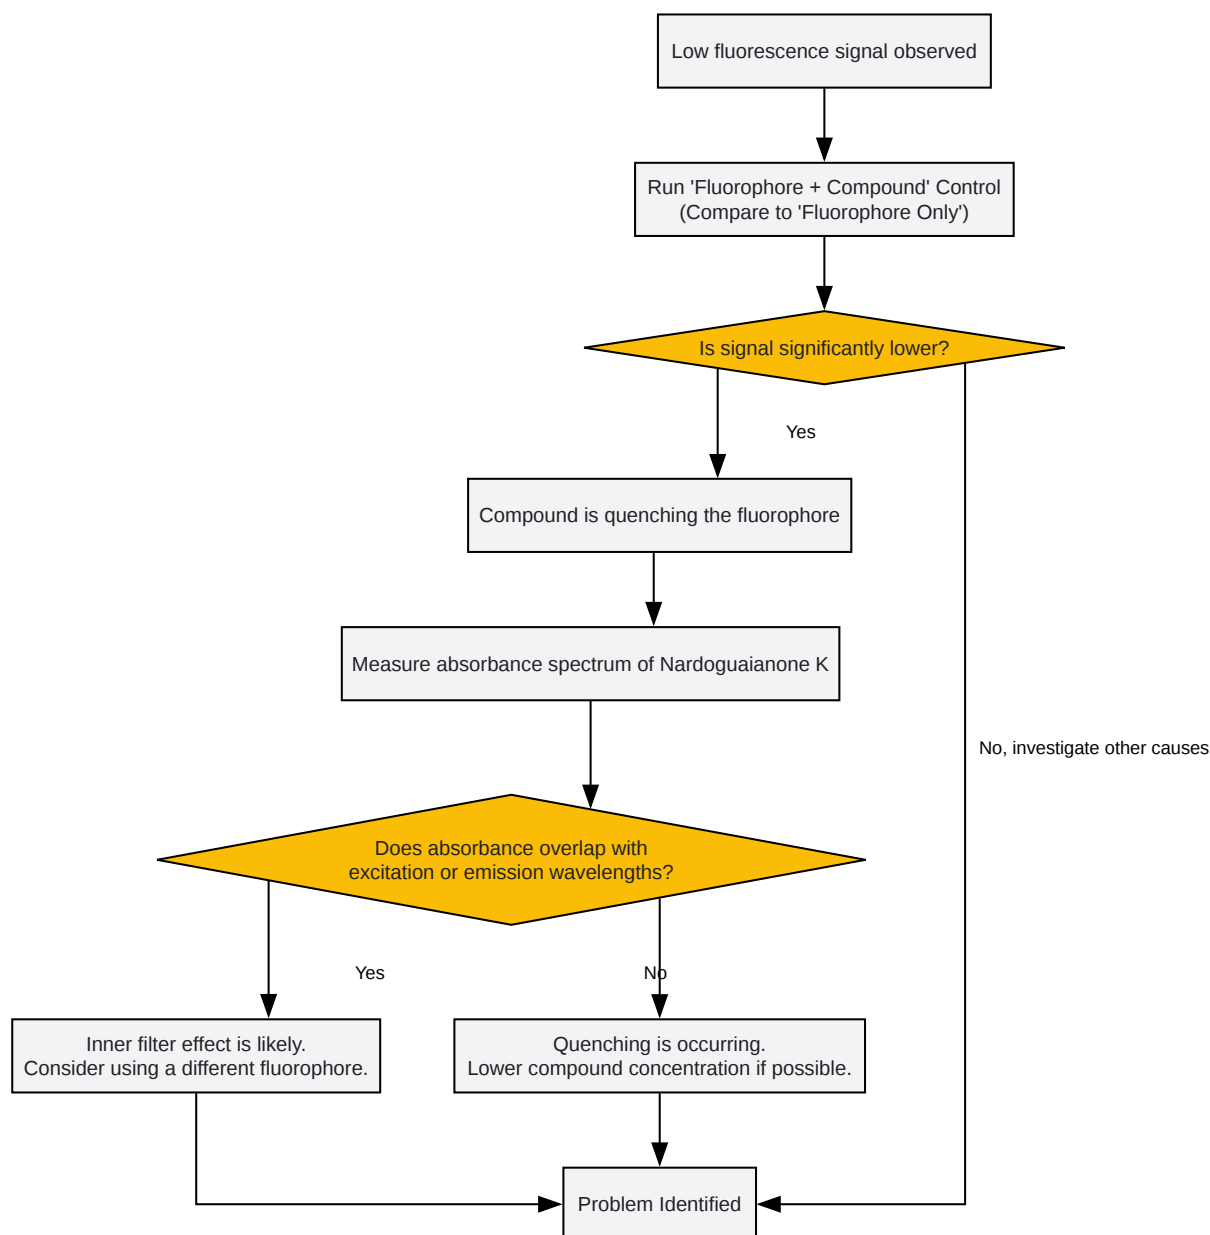 Low fluorescence signal observed
Run 'Fluorophore + Compound' Control
(Compare to 'Fluorophore Only')
Is signal significantly lower?
Yes
Compound is quenching the fluorophore
Measure absorbance spectrum of Nardoguaianone K
No, investigate other causes
Does absorbance overlap with
excitation or emission wavelengths?
Yes
No
Inner filter effect is likely.
Consider using a different fluorophore.
Quenching is occurring.
Lower compound concentration if possible.
Problem Identified